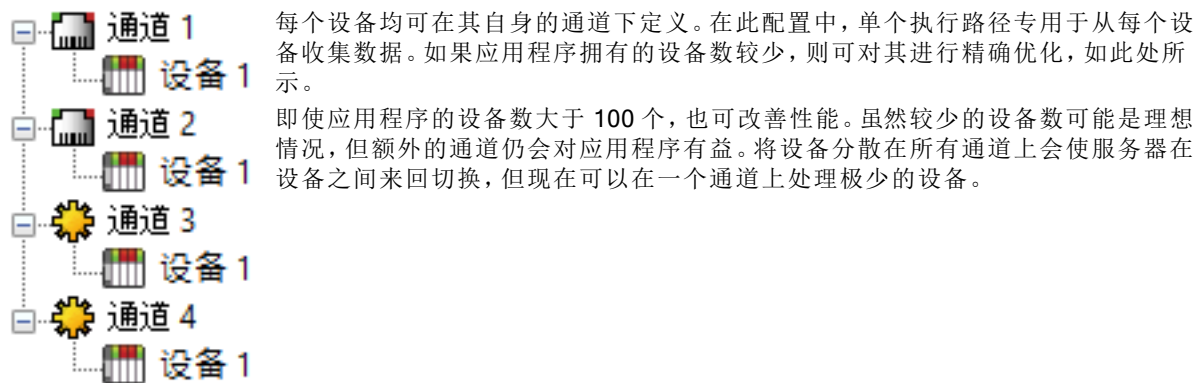 通道 1
设备 1
通道 2
设备 1
通道 3
设备 1
通道 4
设备 1
每个设备均可在其自身的通道下定义。在此配置中，单个执行路径专用于从每个设
备收集数据。如果应用程序拥有的设备数较少，则可对其进行精确优化，如此处所
示。
即使应用程序的设备数大于 100 个，也可改善性能。虽然较少的设备数可能是理想
情况，但额外的通道仍会对应用程序有益。将设备分散在所有通道上会使服务器在
设备之间来回切换，但现在可以在一个通道上处理极少的设备。